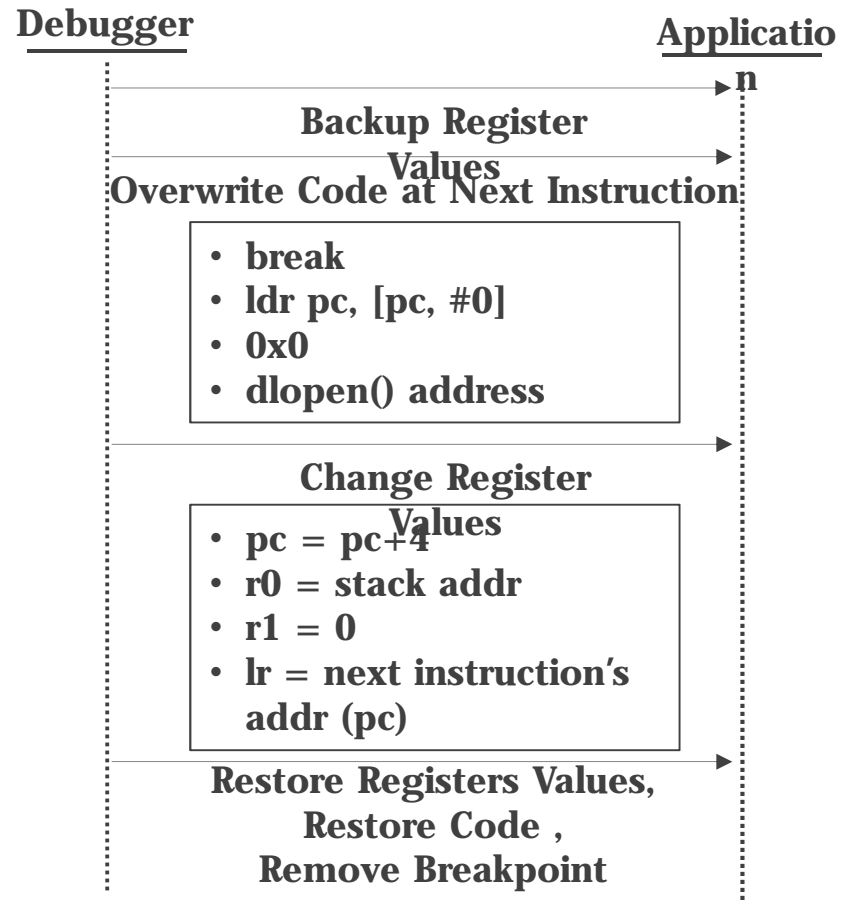 Debugger
Applicatio
n
Backup Register
Values
Overwrite Code at Next Instruction
• break
• ldr pc, [pc, #0]
• 0x0
• dlopen() address
Change Register
Values
• pc = pc+4
• r0 = stack addr
• r1 = 0
• lr = next instruction's
addr (pc)
Restore Registers Values,
Restore Code ,
Remove Breakpoint